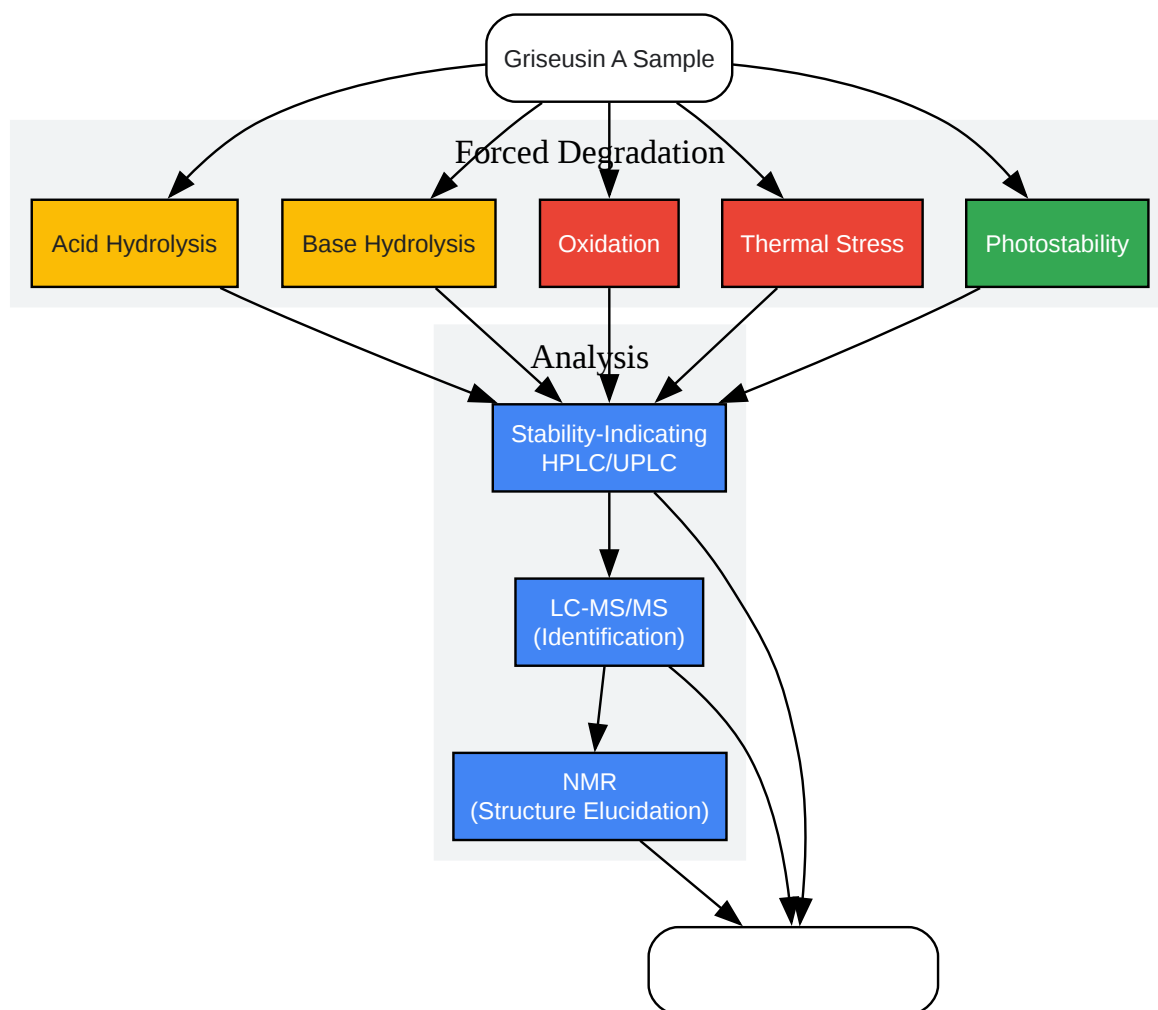 Griseusin A Sample
Forced Degradation
Acid Hydrolysis
Base Hydrolysis
Oxidation
Thermal Stress
Photostability
Analysis
Stability-Indicating
HPLC/UPLC
LC-MS/MS
(Identification)
NMR
(Structure Elucidation)